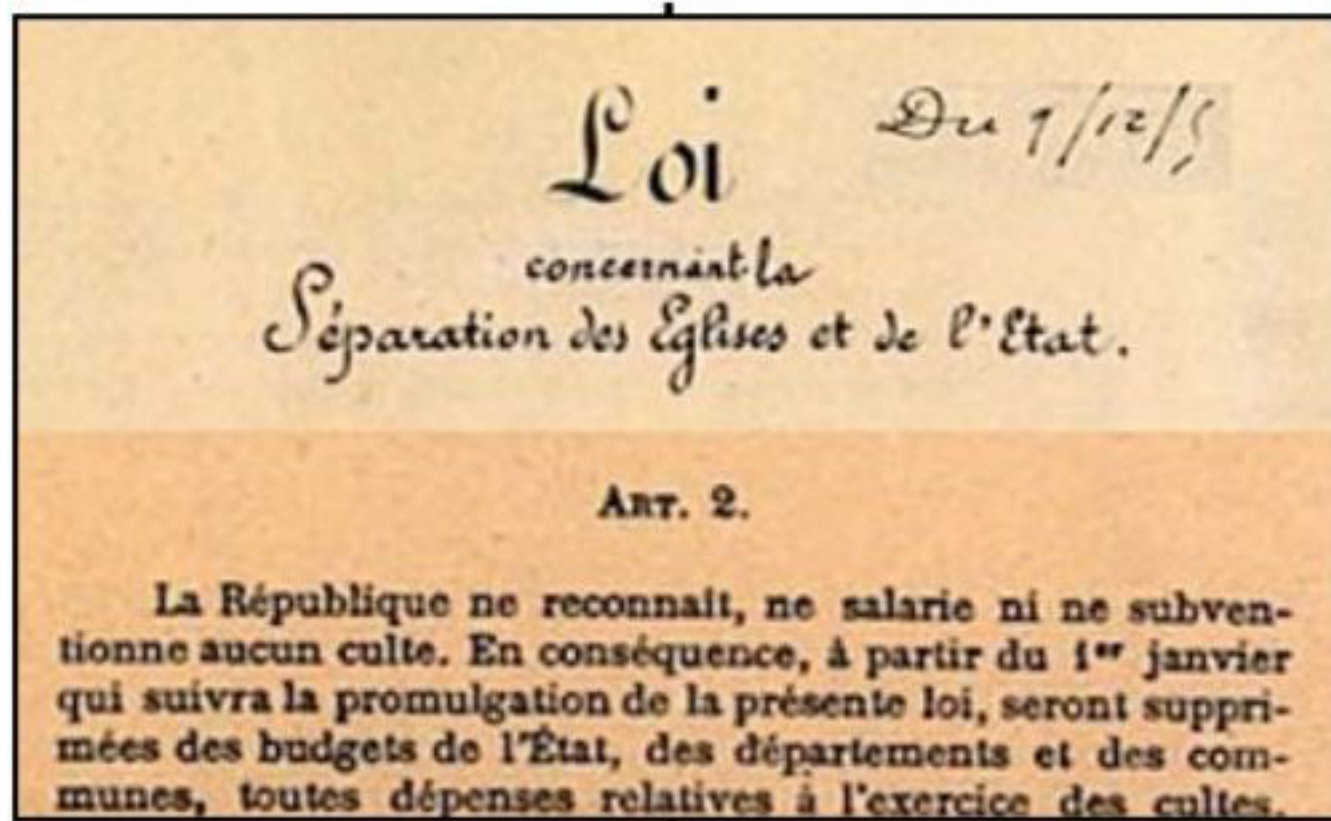 Loi
Du 9/12/5
concernant la
Séparation des Eglises et de l'Etat.
ART. 2.
La République ne reconnait, ne salarie ni ne subven-
tionne aucun culte. En conséquence, à partir du 1er janvier
qui suivra la promulgation de la présente loi, seront suppri-
mées des budgets de l'État, des départements et des com-
munes, toutes dépenses relatives à l'exercice des cultes.